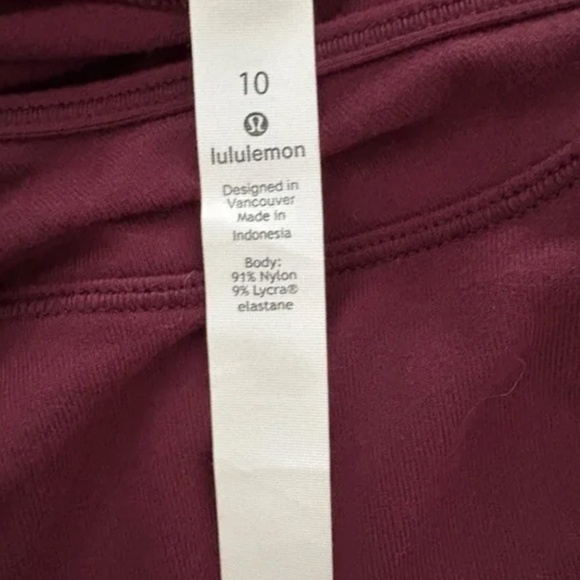 10
lululemon
Designed in
Vancouver
Made in
Indonesia
Body:
91% Nylon
9% Lycra®
elastane